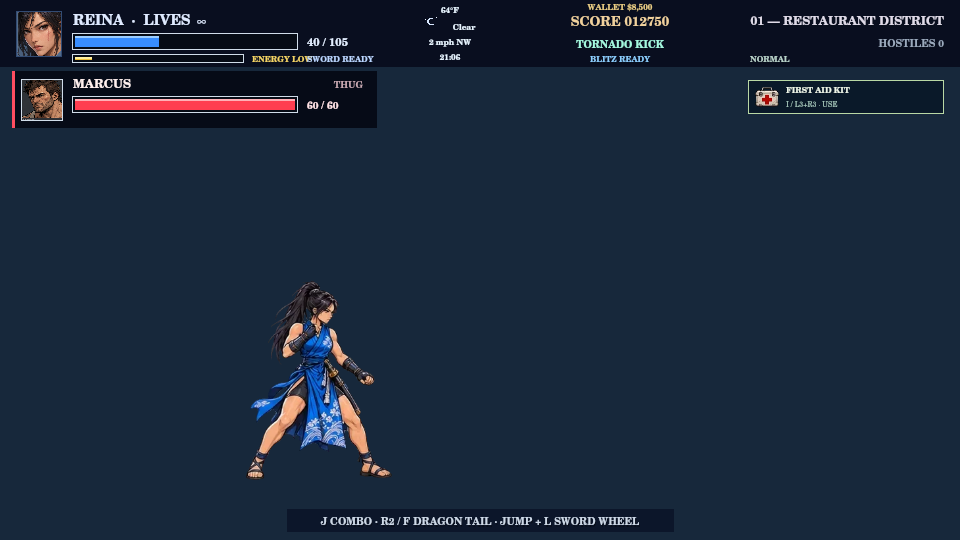 REINA · LIVES ∞
40 / 105
ENERGY LOW
SWORD READY
64°F
Clear
2 mph NW
21:06
WALLET $8,500
SCORE 012750
TORNADO KICK
BLITZ READY
01 — RESTAURANT DISTRICT
HOSTILES 0
NORMAL
MARCUS
THUG
60 / 60
FIRST AID KIT
I / L3+R3 · USE
J COMBO · R2 / F DRAGON TAIL · JUMP + L SWORD WHEEL